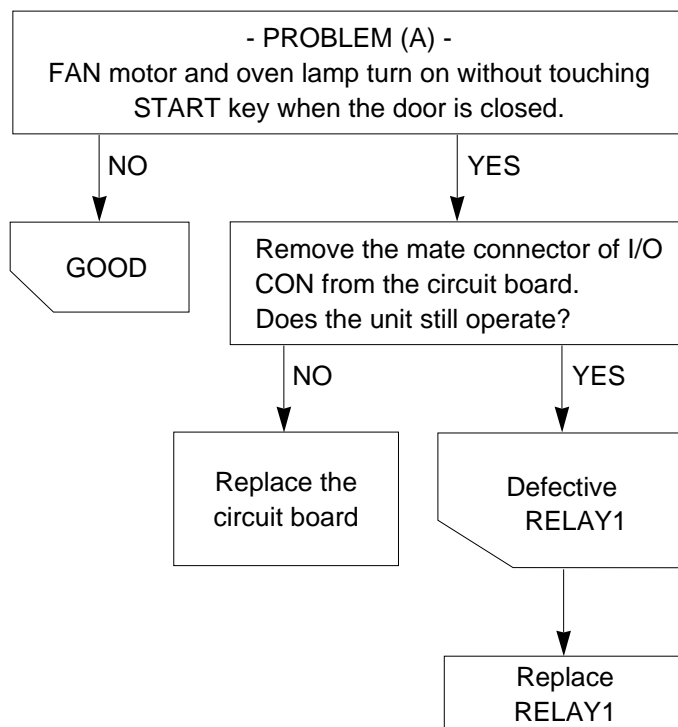 - PROBLEM (A) -
FAN motor and oven lamp turn on without touching
START key when the door is closed.
NO
YES
GOOD
Remove the mate connector of I/O
CON from the circuit board.
Does the unit still operate?
NO
YES
Replace the
circuit board
Defective
RELAY1
Replace
RELAY1